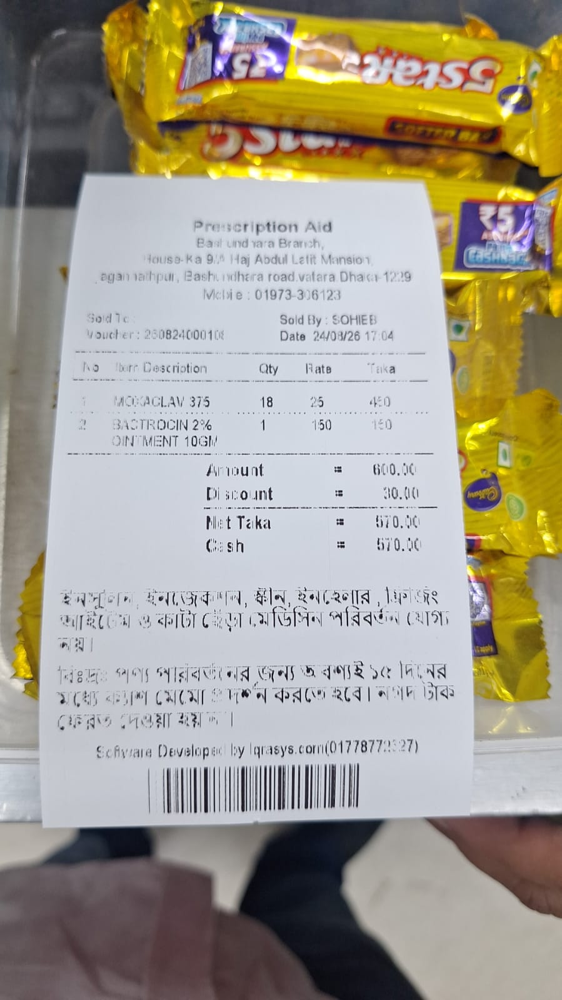 5star
₹5
5Star
₹5
CASHBACK
Cadbury
Prescription Aid
Bashundhara Branch,
House-Ka 9/ Haj Abdul Latif Mansion,
Jagannathpur, Bashundhara road.vatara.Dhaka-1229
Mobile : 01973-306123
Sold To :
Sold By : SOHIEB
Voucher :
Date 24/08/26 17:04
No Item Description Qty Rate Taka
1 MOXACLAV 375 18 25 450
2 BACTROCIN 2% 1 150 150
OINTMENT 10GM
Amount = 600.00
Discount = 30.00
Net Taka = 570.00
Cash = 570.00
ইনসুলিন, ইনজেকশান, স্কীন, ইনহেলার, ফ্রিজিং
আইটেম ও কাটা ছেঁড়া মেডিসিন পরিবর্তন যোগ্য
নয়।
বিঃদ্রঃ পণ্য পরিবর্তনের জন্য অবশ্যই ১৫ দিনের
মধ্যে ক্যাশ মেমো প্রদর্শন করতে হবে। নগদ টাকা
ফেরত দেওয়া হয় না।
Software Developed by Iqrasys.com